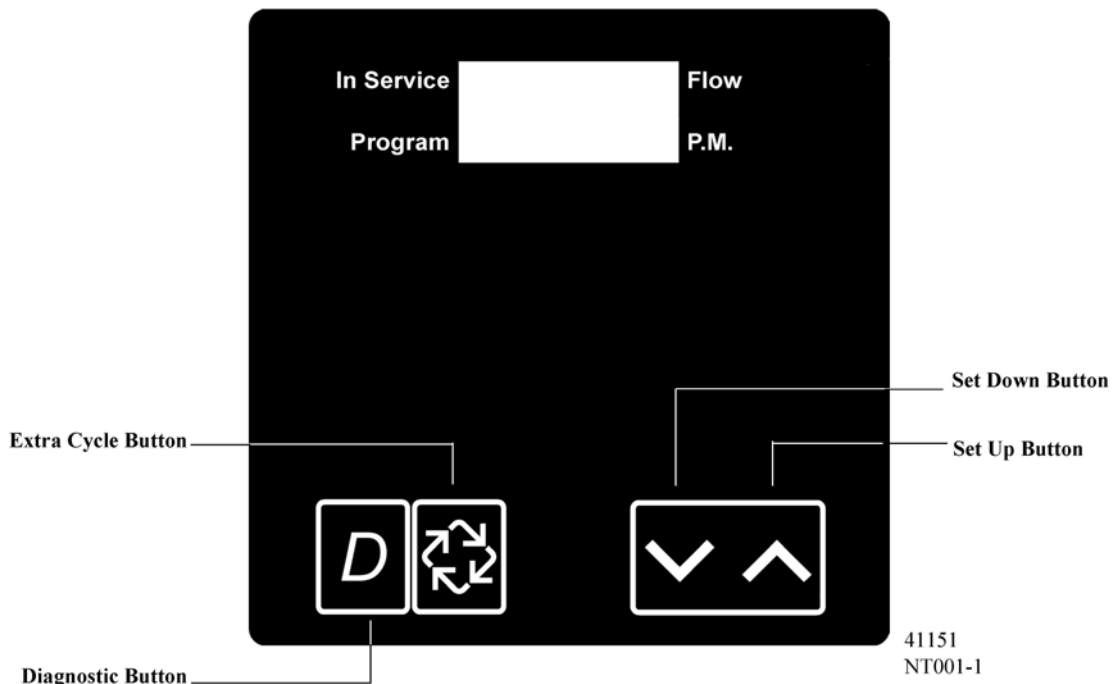 In Service Flow
Program P.M.
Set Down Button
Extra Cycle Button
Set Up Button
D
41151
NT001-1
Diagnostic Button